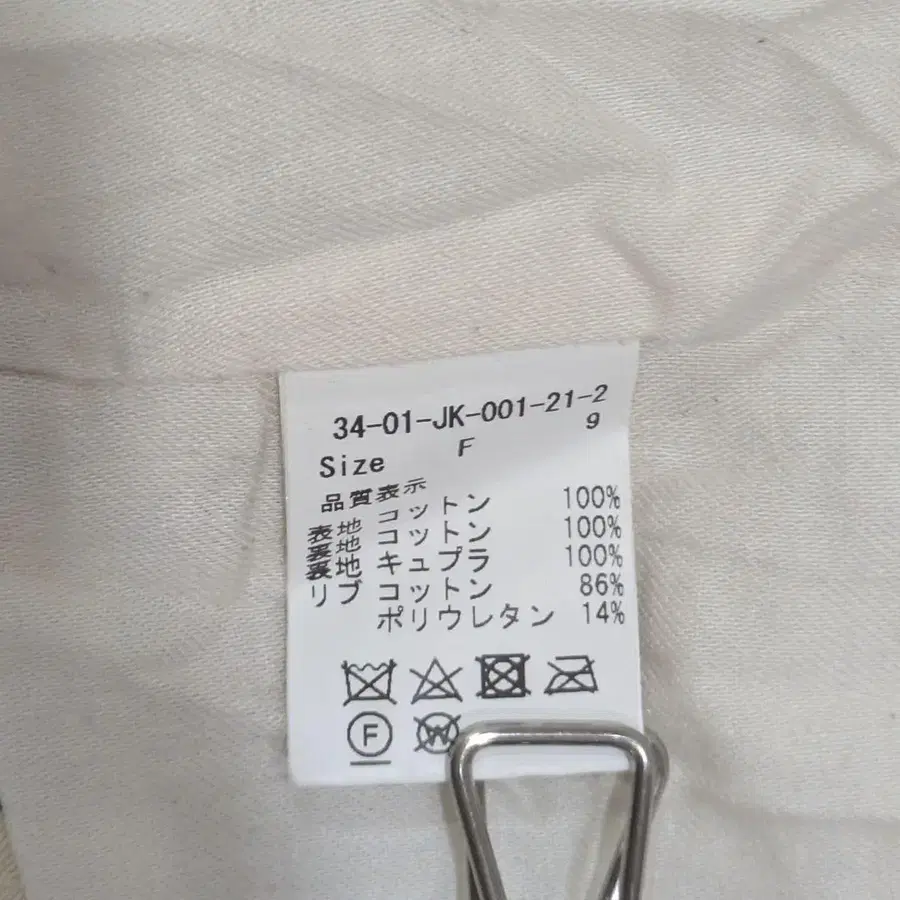 34-01-JK-001-21-2
9
Size F
品質表示
表地 コットン 100%
裏地 コットン 100%
裏地 キュプラ 100%
リブ コットン 86%
ポリウレタン 14%
F W